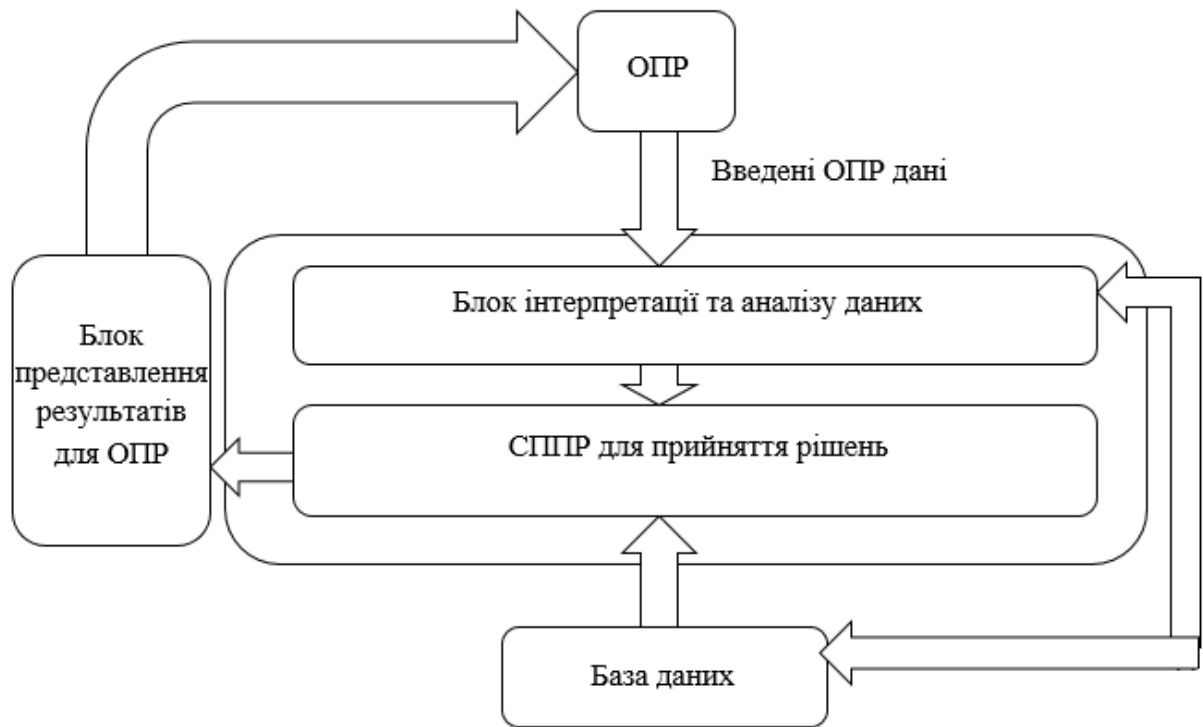 ОПР
Введені ОПР дані
Блок інтерпретації та аналізу даних
Блок
представлення
результатів
для ОПР
СППР для прийняття рішень
База даних